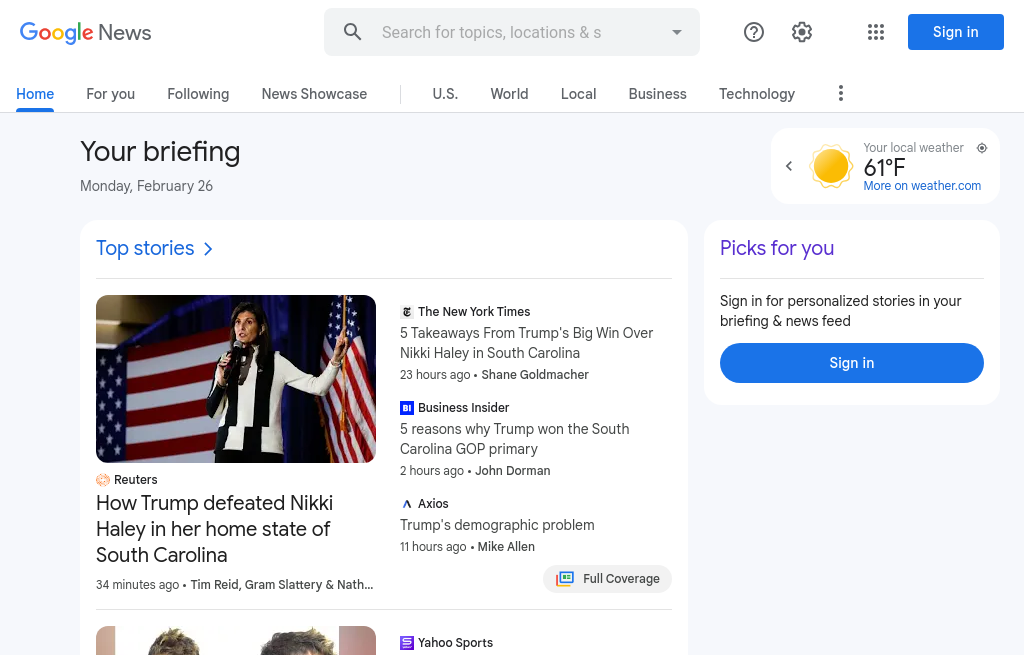 Google News
Search for topics, locations & s
Sign in
Home
For you
Following
News Showcase
U.S.
World
Local
Business
Technology
Your briefing
Monday, February 26
Your local weather
61°F
More on weather.com
Top stories
Reuters
How Trump defeated Nikki
Haley in her home state of
South Carolina
34 minutes ago • Tim Reid, Gram Slattery & Nath...
The New York Times
5 Takeaways From Trump's Big Win Over
Nikki Haley in South Carolina
23 hours ago • Shane Goldmacher
BI Business Insider
5 reasons why Trump won the South
Carolina GOP primary
2 hours ago • John Dorman
Axios
Trump's demographic problem
11 hours ago • Mike Allen
Full Coverage
Yahoo Sports
Picks for you
Sign in for personalized stories in your
briefing & news feed
Sign in